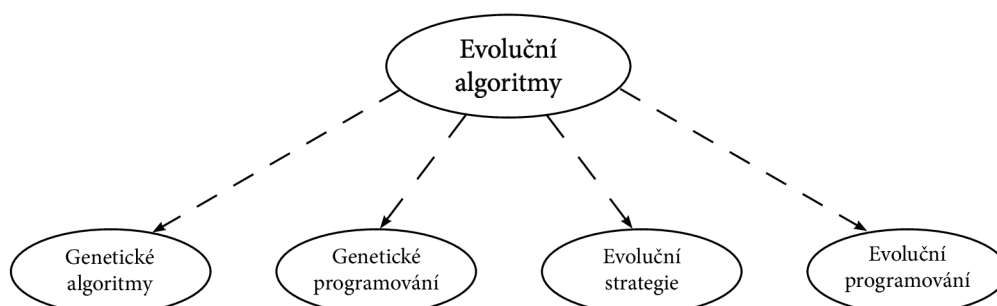 Evoluční
algoritmy
Genetické
algoritmy
Genetické
programování
Evoluční
strategie
Evoluční
programování